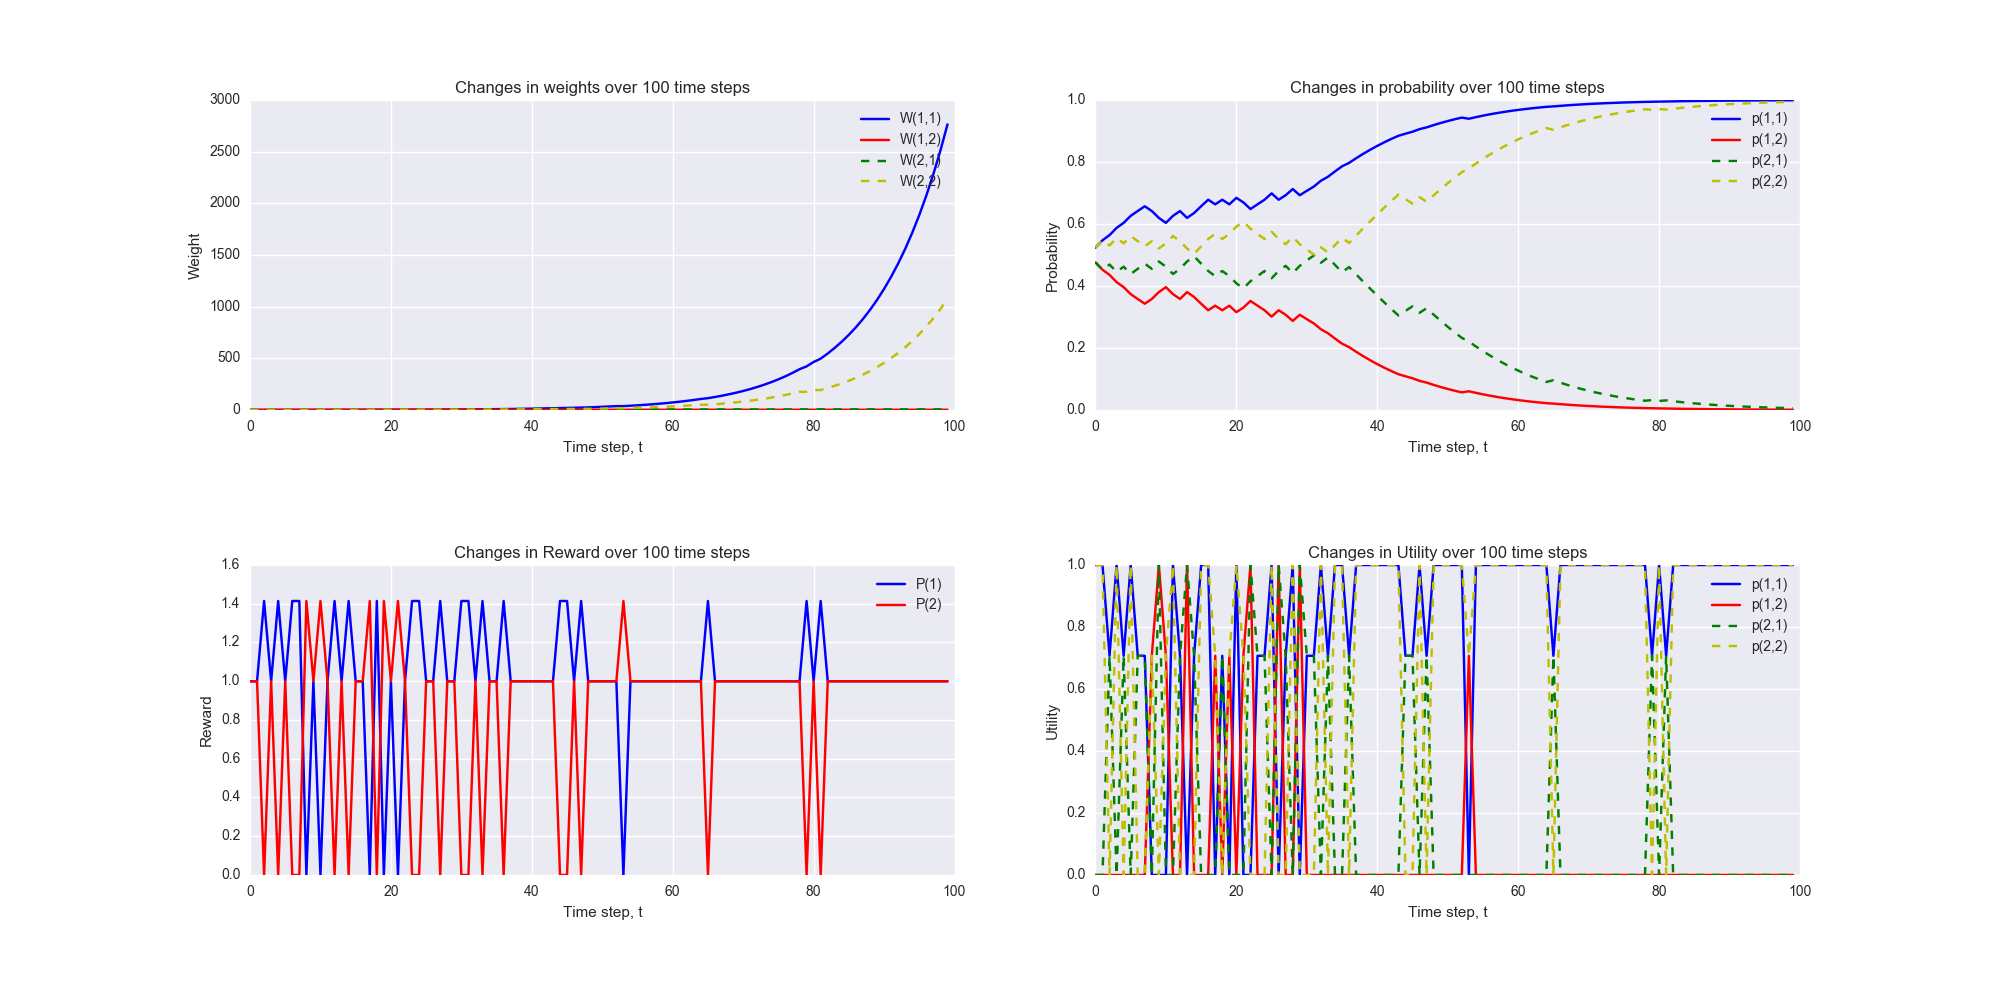 Changes in weights over 100 time steps
3000
2500
2000
1500
1000
500
0
Weight
0 20 40 60 80 100
Time step, t
W(1,1)
W(1,2)
W(2,1)
W(2,2)
Changes in probability over 100 time steps
1.0
0.8
0.6
0.4
0.2
0.0
Probability
0 20 40 60 80 100
Time step, t
p(1,1)
p(1,2)
p(2,1)
p(2,2)
Changes in Reward over 100 time steps
1.6
1.4
1.2
1.0
0.8
0.6
0.4
0.2
0.0
Reward
0 20 40 60 80 100
Time step, t
P(1)
P(2)
Changes in Utility over 100 time steps
1.0
0.8
0.6
0.4
0.2
0.0
Utility
0 20 40 60 80 100
Time step, t
p(1,1)
p(1,2)
p(2,1)
p(2,2)